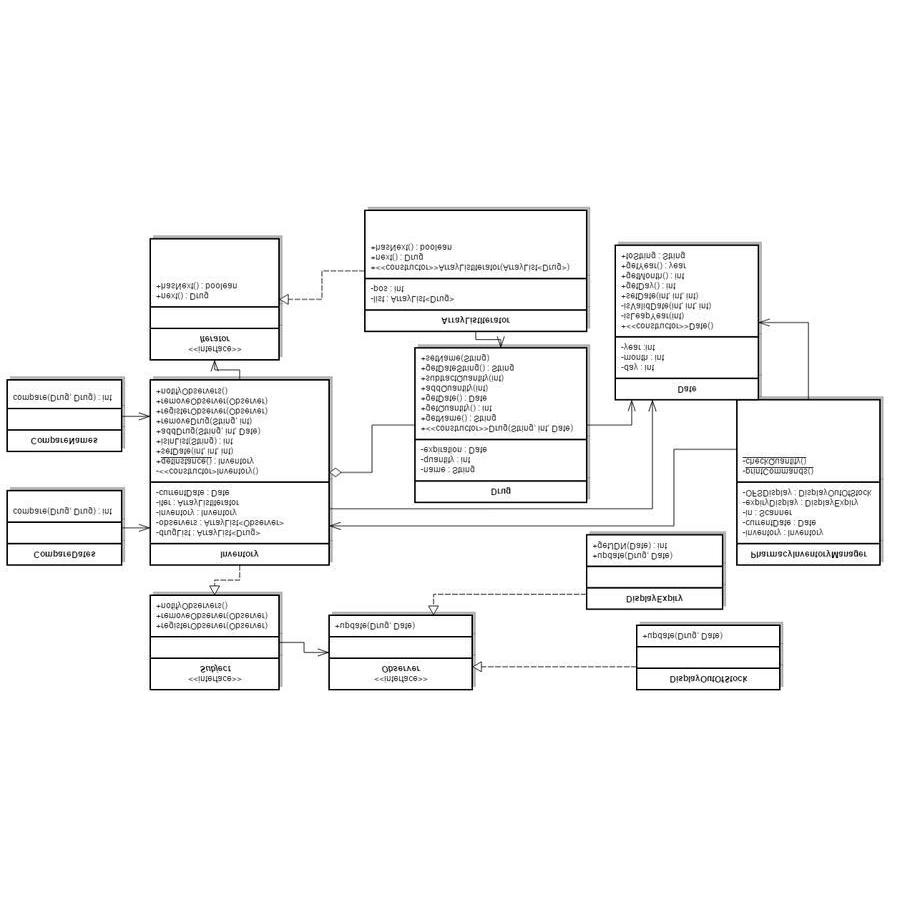 <<interface>>
Subject
+registerObserver(Observer)
+removeObserver(Observer)
+notifyObservers()
<<interface>>
Observer
+update(Drug, Date)
DisplayOutOfStock
+update(Drug, Date)
DisplayExpiry
+update(Drug, Date)
+getUDN(Date) : int
CompareDates
compare(Drug, Drug) : int
Inventory
-drugList : ArrayList<Drug>
-observers : ArrayList<Observer>
-inventory : Inventory
-iter : ArrayListIterator
-currentDate : Date
-<<constructor>Inventory()
+getInstance() : Inventory
+setDate(int, int, int)
+isInList(String) : int
+addDrug(String, int, Date)
+removeDrug(String, int)
+registerObserver(Observer)
+removeObserver(Observer)
+notifyObservers()
PharmacyInventoryManager
-inventory : Inventory
-currentDate : Date
-in : Scanner
-expiryDisplay : DisplayExpiry
-OFSDisplay : DisplayOutOfStock
-printCommands()
-checkQuantity()
Drug
-name : String
-quantity : int
-expiration : Date
+<<constructor>>Drug(String, int, Date)
+getName() : String
+getQuantity() : int
+getDate() : Date
+addQuantity(int)
+subtractQuantity(int)
+getDateString() : String
+setName(String)
CompareNames
compare(Drug, Drug) : int
Date
-day : int
-month : int
-year :int
+<<constructor>>Date()
-isLeapYear(int)
-isValidDate(int, int, int)
+setDate(int, int, int)
+getDay() : int
+getMonth() : int
+getYear() : year
+toString : String
<<interface>>
Iterator
+next() : Drug
+hasNext() : boolean
ArrayListIterator
-list : ArrayList<Drug>
-pos : int
+<<constructor>>ArrayListIterator(ArrayList<Drug>)
+next() : Drug
+hasNext() : boolean